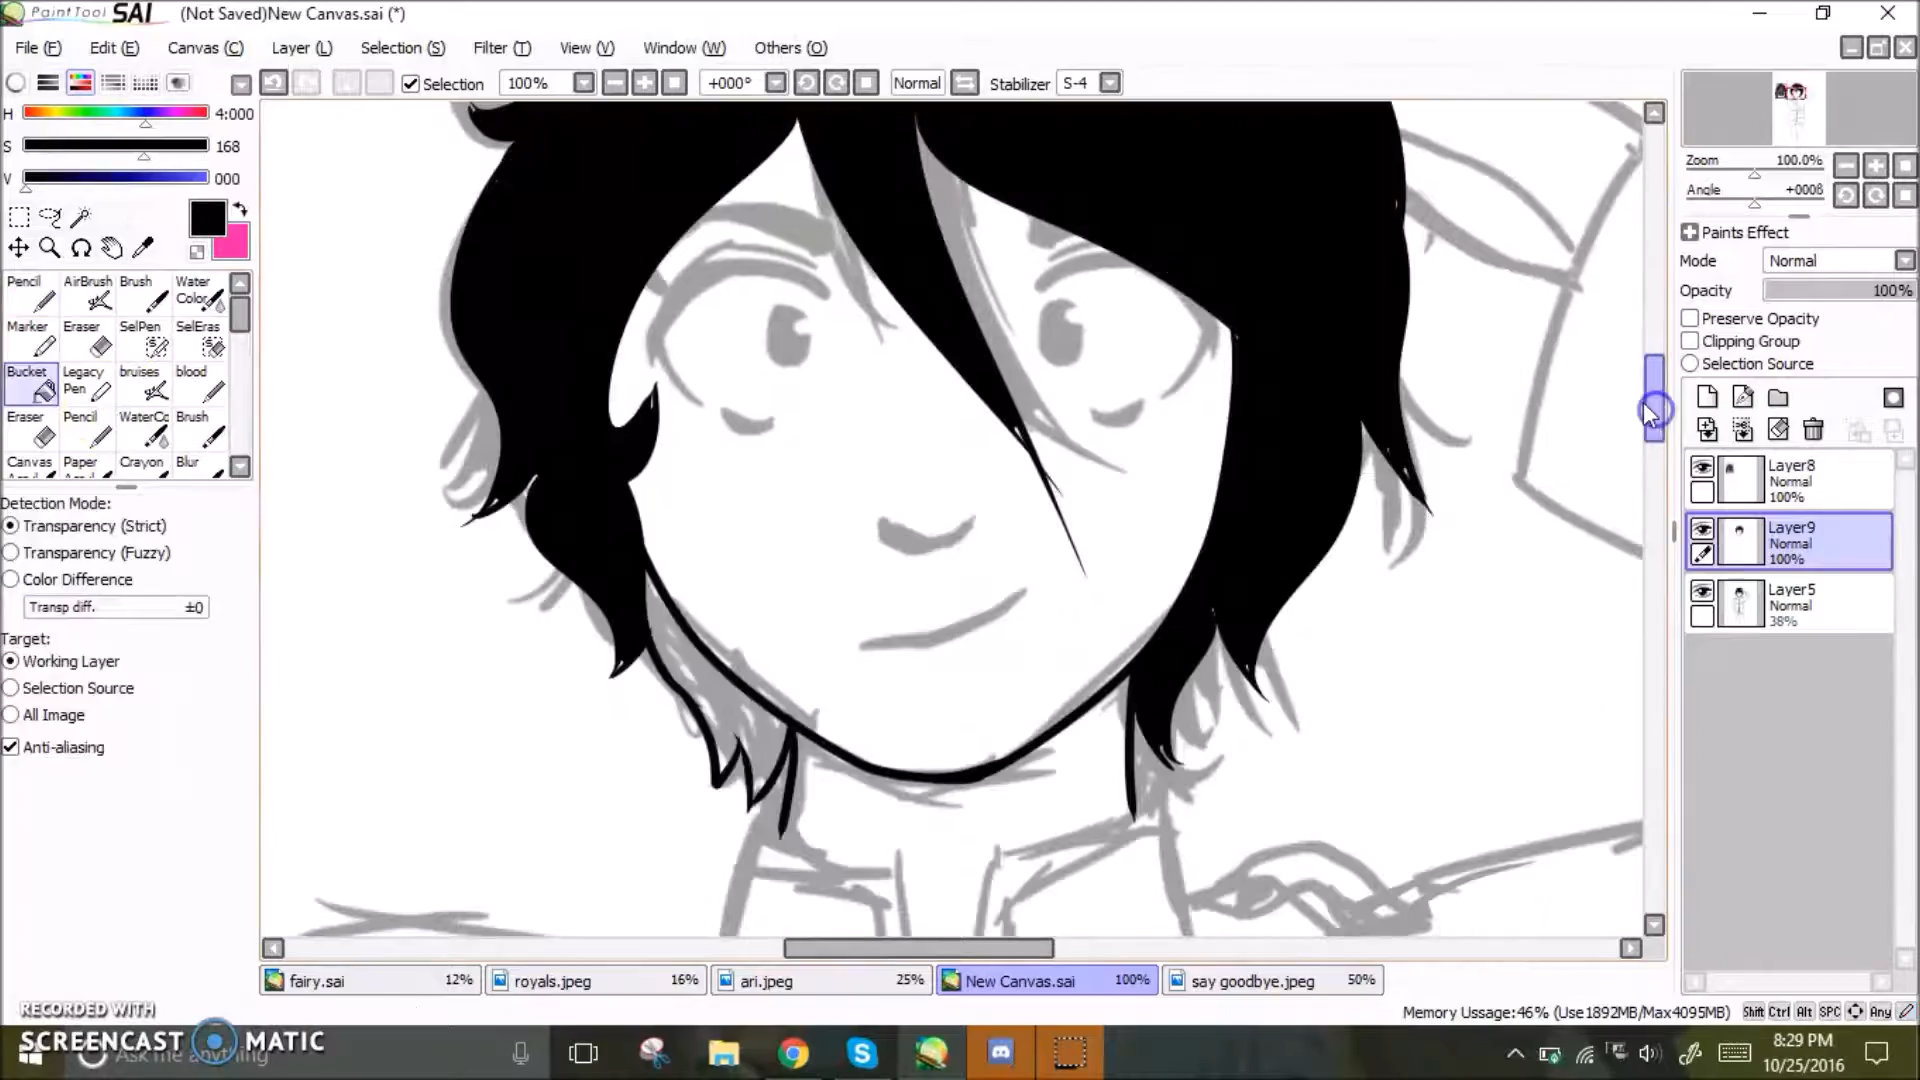 PaintTool SAI (Not Saved)New Canvas.sai (*)
File (F) Edit (E) Canvas (C) Layer (L) Selection (S) Filter (T) View (V) Window (W) Others (O)
Selection 100% +000° Normal Stabilizer S-4
H 4:000
S 168
V 000
Zoom 100.0%
Angle +000ß
Pencil AirBrush Brush Water Color
Marker Eraser SelPen SelEras
Bucket Legacy Pen bruises blood
Eraser Pencil WaterCo Brush
Canvas Paper Crayon Blur
Detection Mode:
Transparency (Strict)
Transparency (Fuzzy)
Color Difference
Transp diff. ±0
Target:
Working Layer
Selection Source
All Image
Anti-aliasing
Paints Effect
Mode Normal
Opacity 100%
Preserve Opacity
Clipping Group
Selection Source
Layer8
Normal
100%
Layer9
Normal
100%
Layer5
Normal
38%
fairy.sai 12% royals.jpeg 16% ari.jpeg 25% New Canvas.sai 100% say goodbye.jpeg 50%
Memory Ussage:46% (Use1892MB/Max4095MB) Shift Ctrl Alt SPC Any
RECORDED WITH
SCREENCAST MATIC
Ask me anything
8:29 PM
10/25/2016